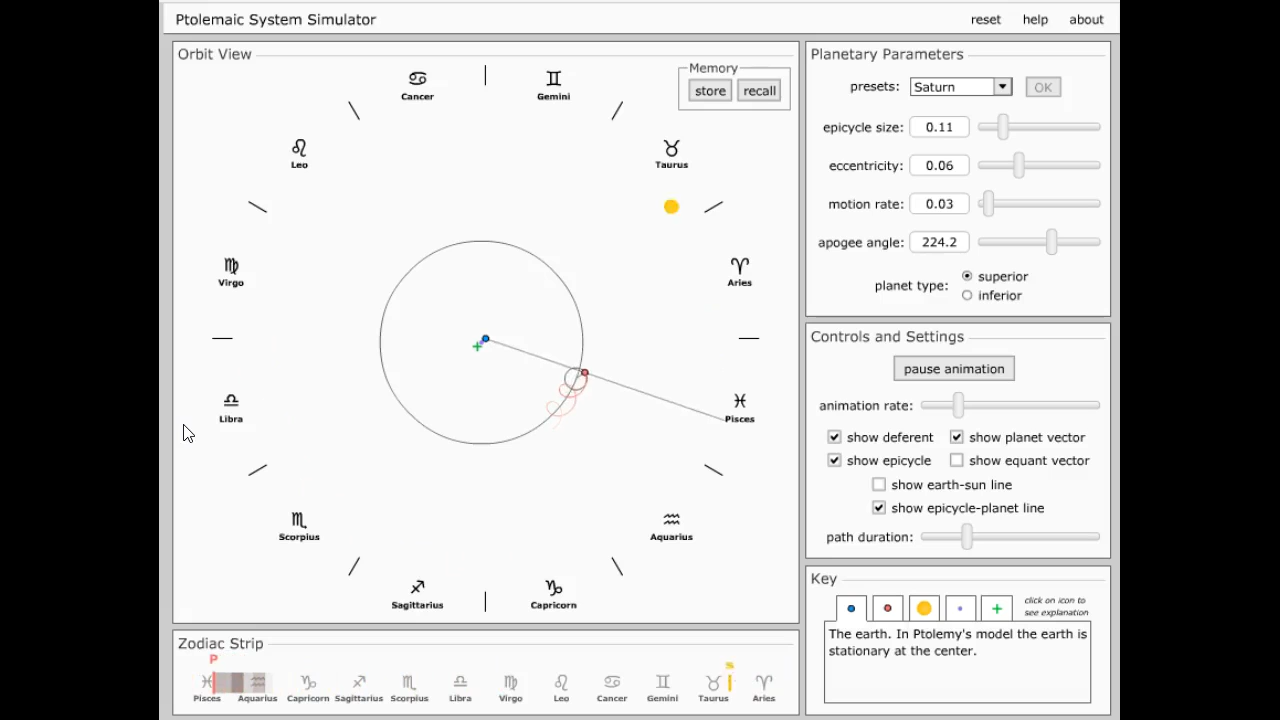 Ptolemaic System Simulator
reset help about
Orbit View
Memory
store recall
Cancer
Gemini
Leo
Taurus
Virgo
Aries
Libra
Pisces
Scorpius
Aquarius
Sagittarius
Capricorn
Zodiac Strip
P
s
Pisces Aquarius Capricorn Sagittarius Scorpius Libra Virgo Leo Cancer Gemini Taurus Aries
Planetary Parameters
presets: Saturn OK
epicycle size: 0.11
eccentricity: 0.06
motion rate: 0.03
apogee angle: 224.2
planet type: superior
inferior
Controls and Settings
pause animation
animation rate:
show deferent show planet vector
show epicycle show equant vector
show earth-sun line
show epicycle-planet line
path duration:
Key
click on icon to
see explanation
The earth. In Ptolemy's model the earth is
stationary at the center.